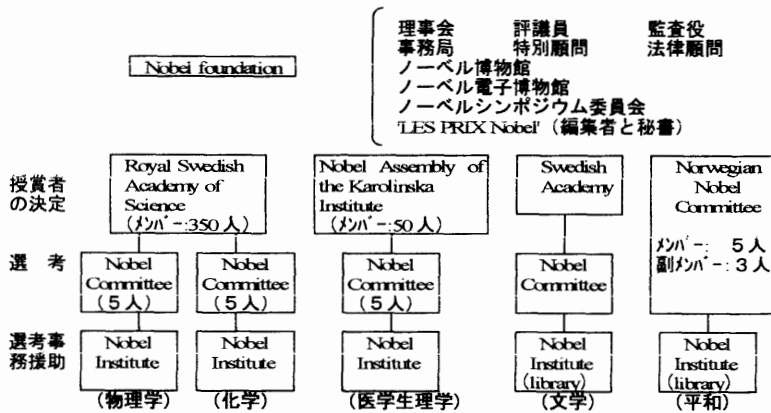 理事会 評議員 監査役
事務局 特別顧問 法律顧問
ノーベル博物館
ノーベル電子博物館
ノーベルシンポジウム委員会
'LES PRIX Nobel' (編集者と秘書)
Nobei foundation
授賞者
の決定
Royal Swedish
Academy of
Science
(メンバー:350人)
Nobel Assembly of
the Karolinska
Institute
(メンバー:50人)
Swedish
Academy
Norwegian
Nobel
Committee
メンバー: 5人
副メンバー:3人
選 考
Nobel
Committee
(5人)
Nobel
Committee
(5人)
Nobel
Committee
(5人)
Nobel
Committee
選考事
務援助
Nobel
Institute
(物理学)
Nobel
Institute
(化学)
Nobel
Institute
(医学生理学)
Nobel
Institute
(library)
(文学)
Nobel
Institute
(library)
(平和)